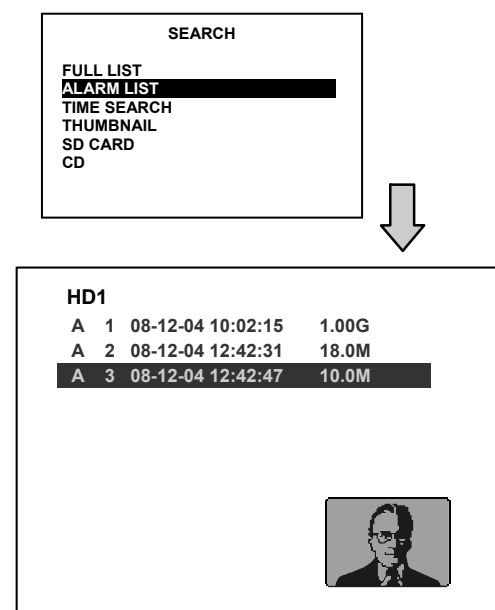 SEARCH
FULL LIST
ALARM LIST
TIME SEARCH
THUMBNAIL
SD CARD
CD
HD1
A 1 08-12-04 10:02:15 1.00G
A 2 08-12-04 12:42:31 18.0M
A 3 08-12-04 12:42:47 10.0M